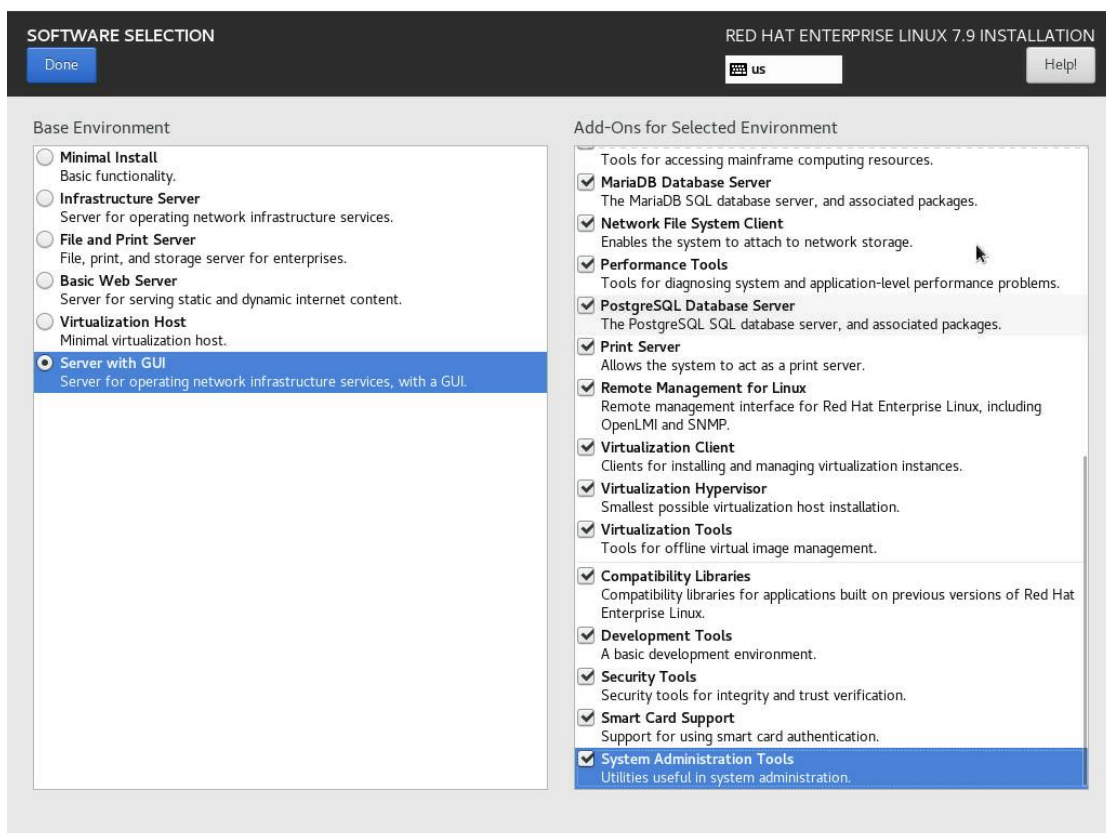 SOFTWARE SELECTION
RED HAT ENTERPRISE LINUX 7.9 INSTALLATION
Done
us
Help!
Base Environment
Minimal Install
Basic functionality.
Infrastructure Server
Server for operating network infrastructure services.
File and Print Server
File, print, and storage server for enterprises.
Basic Web Server
Server for serving static and dynamic internet content.
Virtualization Host
Minimal virtualization host.
Server with GUI
Server for operating network infrastructure services, with a GUI.
Add-Ons for Selected Environment
Tools for accessing mainframe computing resources.
MariaDB Database Server
The MariaDB SQL database server, and associated packages.
Network File System Client
Enables the system to attach to network storage.
Performance Tools
Tools for diagnosing system and application-level performance problems.
PostgreSQL Database Server
The PostgreSQL SQL database server, and associated packages.
Print Server
Allows the system to act as a print server.
Remote Management for Linux
Remote management interface for Red Hat Enterprise Linux, including
OpenLMI and SNMP.
Virtualization Client
Clients for installing and managing virtualization instances.
Virtualization Hypervisor
Smallest possible virtualization host installation.
Virtualization Tools
Tools for offline virtual image management.
Compatibility Libraries
Compatibility libraries for applications built on previous versions of Red Hat
Enterprise Linux.
Development Tools
A basic development environment.
Security Tools
Security tools for integrity and trust verification.
Smart Card Support
Support for using smart card authentication.
System Administration Tools
Utilities useful in system administration.